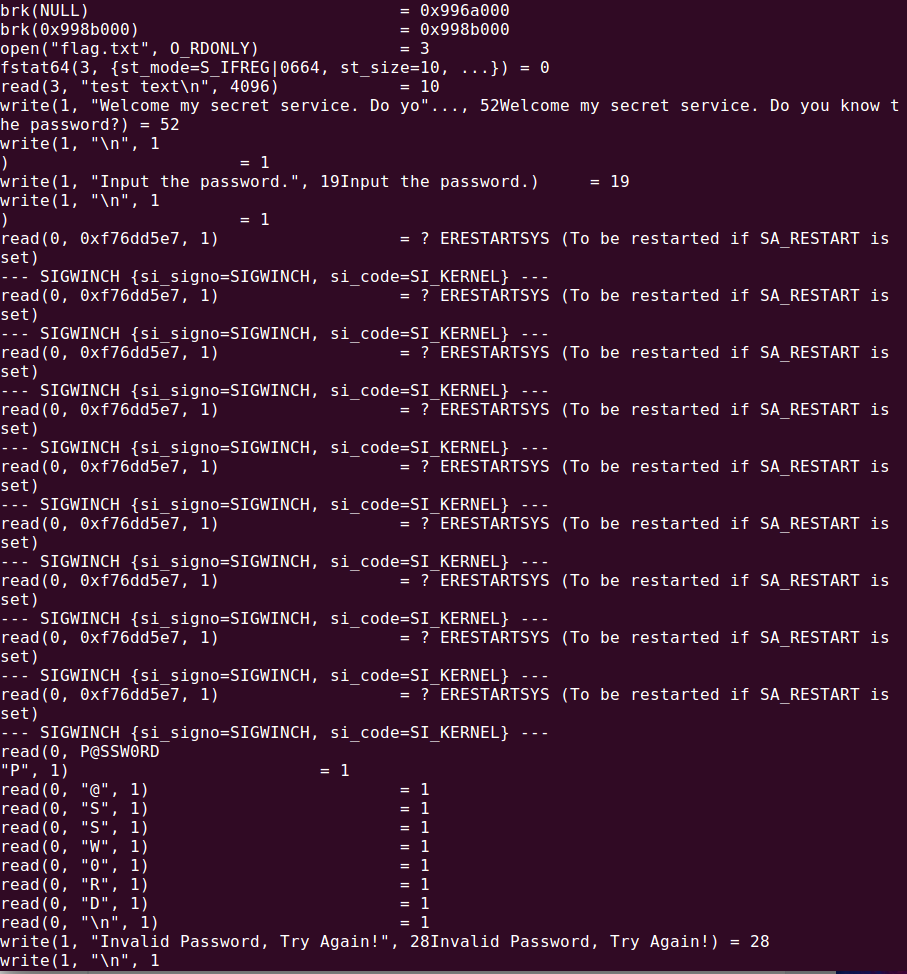 brk(NULL)                               = 0x996a000
brk(0x998b000)                          = 0x998b000
open("flag.txt", O_RDONLY)              = 3
fstat64(3, {st_mode=S_IFREG|0664, st_size=10, ...}) = 0
read(3, "test text\n", 4096)            = 10
write(1, "Welcome my secret service. Do yo"..., 52Welcome my secret service. Do you know t
he password?) = 52
write(1, "\n", 1
)                       = 1
write(1, "Input the password.", 19Input the password.)     = 19
write(1, "\n", 1
)                       = 1
read(0, 0xf76dd5e7, 1)                  = ? ERESTARTSYS (To be restarted if SA_RESTART is
set)
--- SIGWINCH {si_signo=SIGWINCH, si_code=SI_KERNEL} ---
read(0, 0xf76dd5e7, 1)                  = ? ERESTARTSYS (To be restarted if SA_RESTART is
set)
--- SIGWINCH {si_signo=SIGWINCH, si_code=SI_KERNEL} ---
read(0, 0xf76dd5e7, 1)                  = ? ERESTARTSYS (To be restarted if SA_RESTART is
set)
--- SIGWINCH {si_signo=SIGWINCH, si_code=SI_KERNEL} ---
read(0, 0xf76dd5e7, 1)                  = ? ERESTARTSYS (To be restarted if SA_RESTART is
set)
--- SIGWINCH {si_signo=SIGWINCH, si_code=SI_KERNEL} ---
read(0, 0xf76dd5e7, 1)                  = ? ERESTARTSYS (To be restarted if SA_RESTART is
set)
--- SIGWINCH {si_signo=SIGWINCH, si_code=SI_KERNEL} ---
read(0, 0xf76dd5e7, 1)                  = ? ERESTARTSYS (To be restarted if SA_RESTART is
set)
--- SIGWINCH {si_signo=SIGWINCH, si_code=SI_KERNEL} ---
read(0, 0xf76dd5e7, 1)                  = ? ERESTARTSYS (To be restarted if SA_RESTART is
set)
--- SIGWINCH {si_signo=SIGWINCH, si_code=SI_KERNEL} ---
read(0, 0xf76dd5e7, 1)                  = ? ERESTARTSYS (To be restarted if SA_RESTART is
set)
--- SIGWINCH {si_signo=SIGWINCH, si_code=SI_KERNEL} ---
read(0, 0xf76dd5e7, 1)                  = ? ERESTARTSYS (To be restarted if SA_RESTART is
set)
--- SIGWINCH {si_signo=SIGWINCH, si_code=SI_KERNEL} ---
read(0, P@SSW0RD
"P", 1)                         = 1
read(0, "@", 1)                         = 1
read(0, "S", 1)                         = 1
read(0, "S", 1)                         = 1
read(0, "W", 1)                         = 1
read(0, "0", 1)                         = 1
read(0, "R", 1)                         = 1
read(0, "D", 1)                         = 1
read(0, "\n", 1)                        = 1
write(1, "Invalid Password, Try Again!", 28Invalid Password, Try Again!) = 28
write(1, "\n", 1